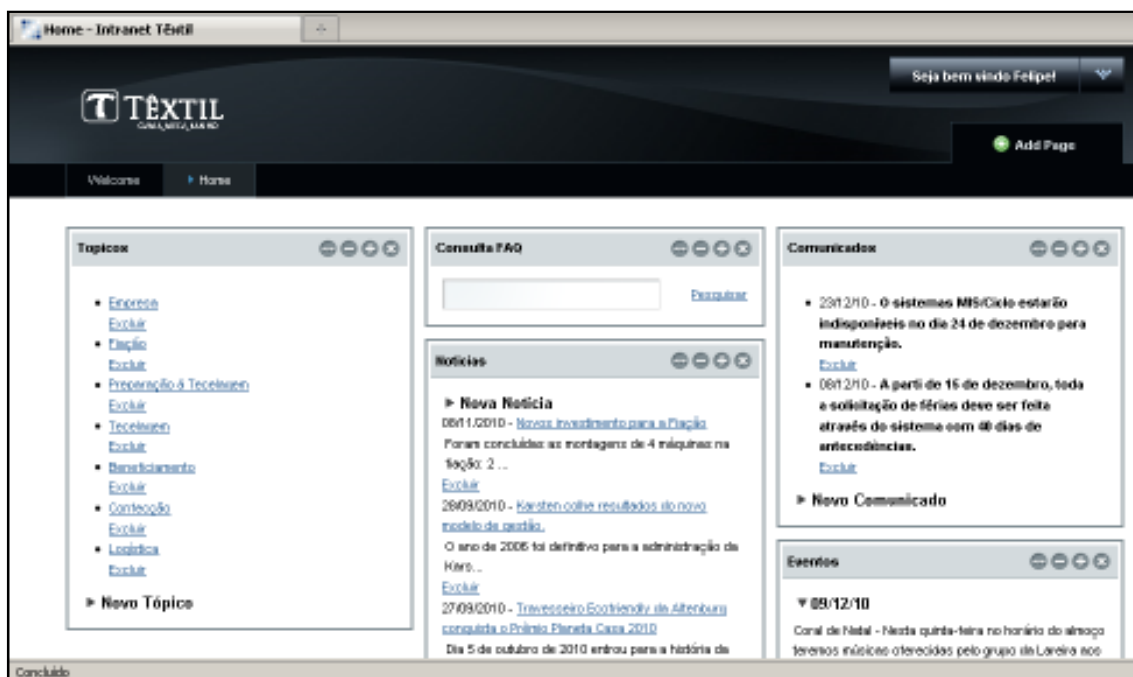 Home - Intranet Têxtil
TÊXTIL
Seja bem vindo Felipe!
Add Page
Welcome
Home
Topicos
Empresa
Excluir
Fiação
Excluir
Preparação á Tecelagem
Excluir
Tecelagem
Excluir
Beneficiamento
Excluir
Confecção
Excluir
Logística
Excluir
Novo Tópico
Consulta FAQ
Pesquisar
Noticias
Nova Noticia
08/11/2010 - Novos investimento para a Fiação
Foram concluídas as montagens de 4 máquinas na
fiação: 2 ...
Excluir
28/09/2010 - Karsten colhe resultados do novo
modelo de gestão.
O ano de 2006 foi definitivo para a administração da
Kars...
Excluir
27/09/2010 - Travesseiro Ecofriendly da Altenburg
conquista o Prêmio Planeta Casa 2010
Dia 5 de outubro de 2010 entrou para a história da
Comunicados
23/12/10 - O sistemas MIS/Ciclo estarão
indisponíveis no dia 24 de dezembro para
manutenção.
Excluir
08/12/10 - A parti de 15 de dezembro, toda
a solicitação de férias deve ser feita
através do sistema com 40 dias de
antecedências.
Excluir
Novo Comunicado
Eventos
09/12/10
Coral de Natal - Nesta quinta-feira no horário do almoço
teremos músicas oferecidas pelo grupo da Lareira nos
Concluído